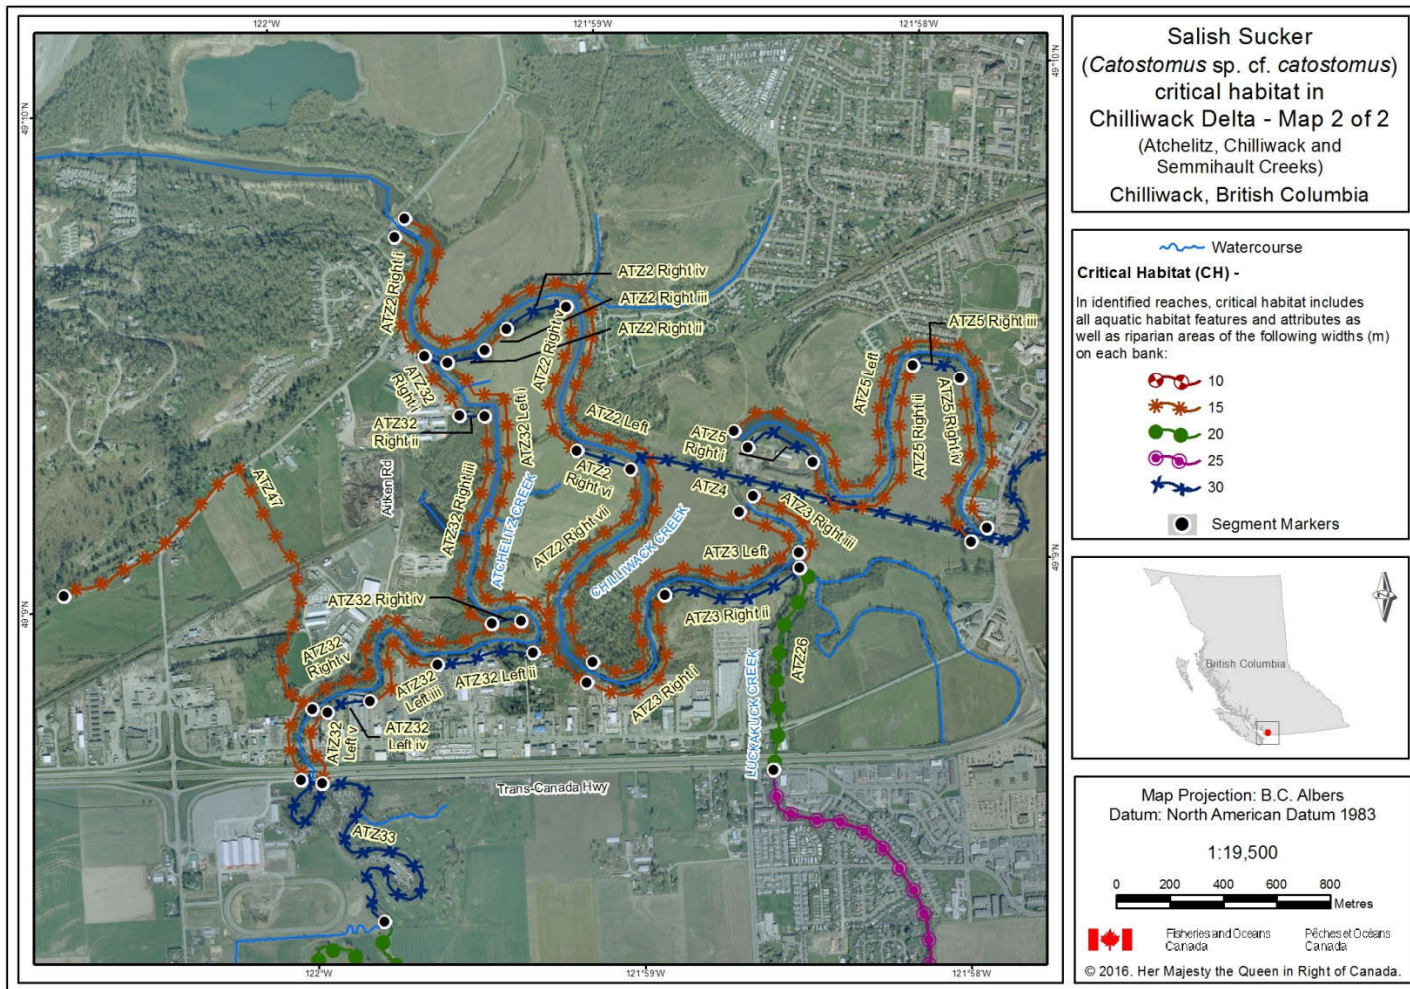 122°W
121°59'W
121°58'W
49°10'N
49°10'N
49°9'N
49°9'N
122°W
121°59'W
121°58'W
ATZ2 Right i
ATZ2 Right iv
ATZ2 Right iii
ATZ2 Right ii
ATZ2 Right v
ATZ32
Right i
ATZ32
Right ii
ATZ32 Left i
ATZ2 Left
ATZ2
Right vi
ATZ5
Right i
ATZ5 Left
ATZ5 Right ii
ATZ5 Right iii
ATZ5 Right iv
ATZ47
Aitken Rd
ATZ32 Right iii
ATCHELITZ CREEK
ATZ2 Right vii
CHILLIWACK CREEK
ATZ4
ATZ3 Right iii
ATZ3 Left
ATZ3 Right ii
ATZ32 Right iv
ATZ32
Right v
ATZ32
Left iii
ATZ32 Left ii
ATZ3 Right i
ATZ26
LUCKAKUCK CREEK
ATZ32
Left v
ATZ32
Left iv
Trans-Canada Hwy
ATZ33
Salish Sucker
(Catostomus sp. cf. catostomus)
critical habitat in
Chilliwack Delta - Map 2 of 2
(Atchelitz, Chilliwack and
Semmihault Creeks)
Chilliwack, British Columbia
Watercourse
Critical Habitat (CH) -
In identified reaches, critical habitat includes
all aquatic habitat features and attributes as
well as riparian areas of the following widths (m)
on each bank:
10
15
20
25
30
Segment Markers
British Columbia
Map Projection: B.C. Albers
Datum: North American Datum 1983
1:19,500
0 200 400 600 800
Metres
Fisheries and Oceans
Canada
Pêches et Océans
Canada
© 2016. Her Majesty the Queen in Right of Canada.